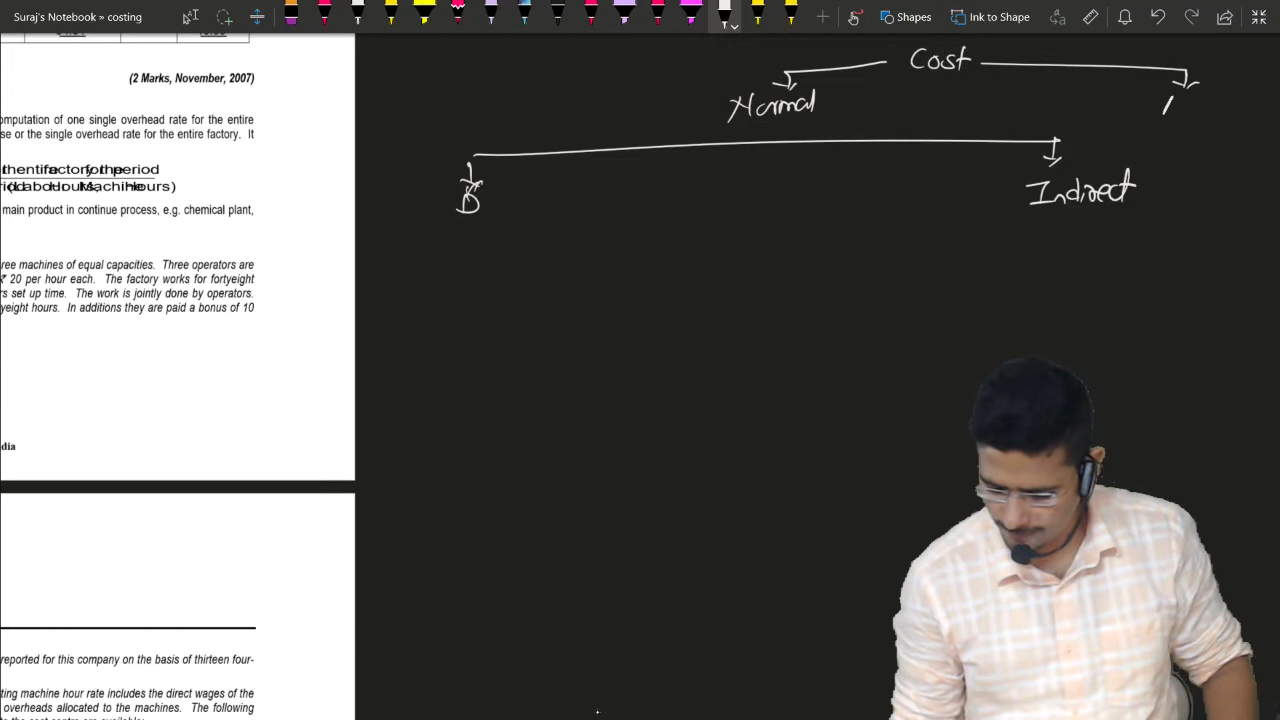 Suraj's Notebook » costing
Shapes
Ink to Shape
(2 Marks, November, 2007)
omputation of one single overhead rate for the entire
se or the single overhead rate for the entire factory. It
main product in continue process, e.g. chemical plant,
ree machines of equal capacities. Three operators are
₹ 20 per hour each. The factory works for fortyeight
rs set up time. The work is jointly done by operators.
yeight hours. In additions they are paid a bonus of 10
dia
reported for this company on the basis of thirteen four-
ting machine hour rate includes the direct wages of the
overheads allocated to the machines. The following
Cost
Normal
D
Indirect